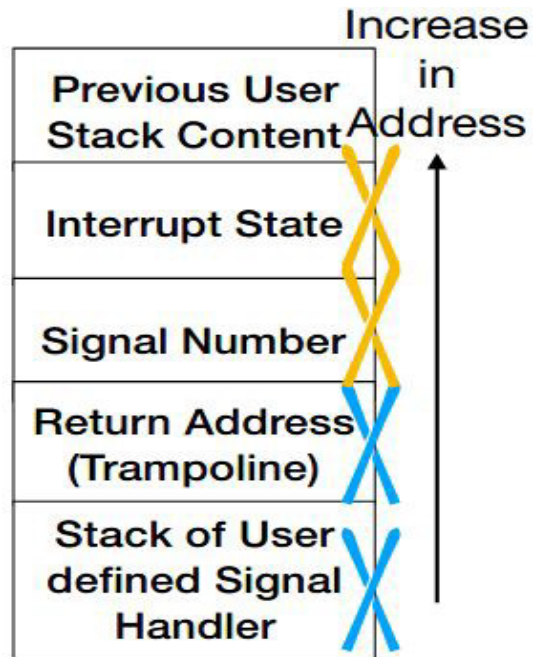 Increase
in
Address
Previous User
Stack Content
Interrupt State
Signal Number
Return Address
(Trampoline)
Stack of User
defined Signal
Handler